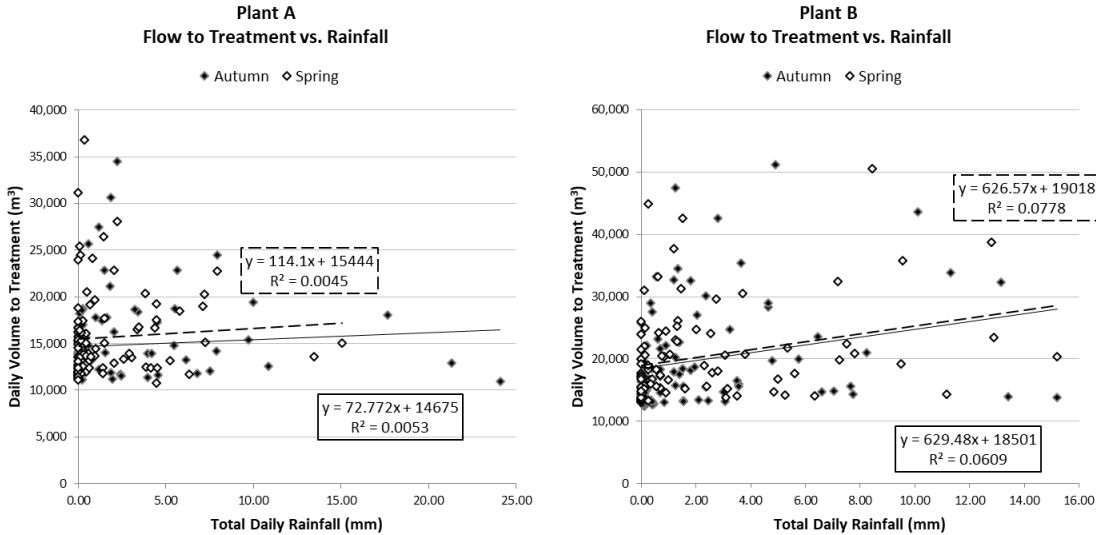 Plant A
Flow to Treatment vs. Rainfall
◆ Autumn ◇ Spring
Daily Volume to Treatment (m³)
40,000
35,000
30,000
25,000
20,000
15,000
10,000
5,000
0
y = 114.1x + 15444
R² = 0.0045
y = 72.772x + 14675
R² = 0.0053
0.00 5.00 10.00 15.00 20.00 25.00
Total Daily Rainfall (mm)
Plant B
Flow to Treatment vs. Rainfall
◆ Autumn ◇ Spring
Daily Volume to Treatment (m³)
60,000
50,000
40,000
30,000
20,000
10,000
0
y = 626.57x + 19018
R² = 0.0778
y = 629.48x + 18501
R² = 0.0609
0.00 2.00 4.00 6.00 8.00 10.00 12.00 14.00 16.00
Total Daily Rainfall (mm)